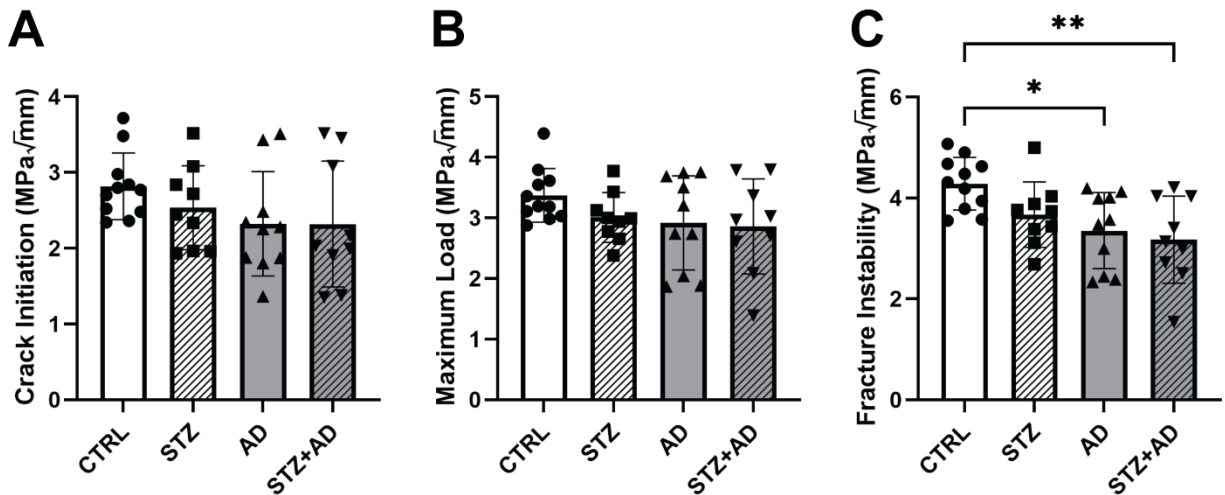 A
Crack Initiation (MPa√mm)
4
3
2
1
0
CTRL
STZ
AD
STZ+AD
B
Maximum Load (MPa√mm)
5
4
3
2
1
0
CTRL
STZ
AD
STZ+AD
C
**
*
Fracture Instability (MPa√mm)
6
4
2
0
CTRL
STZ
AD
STZ+AD